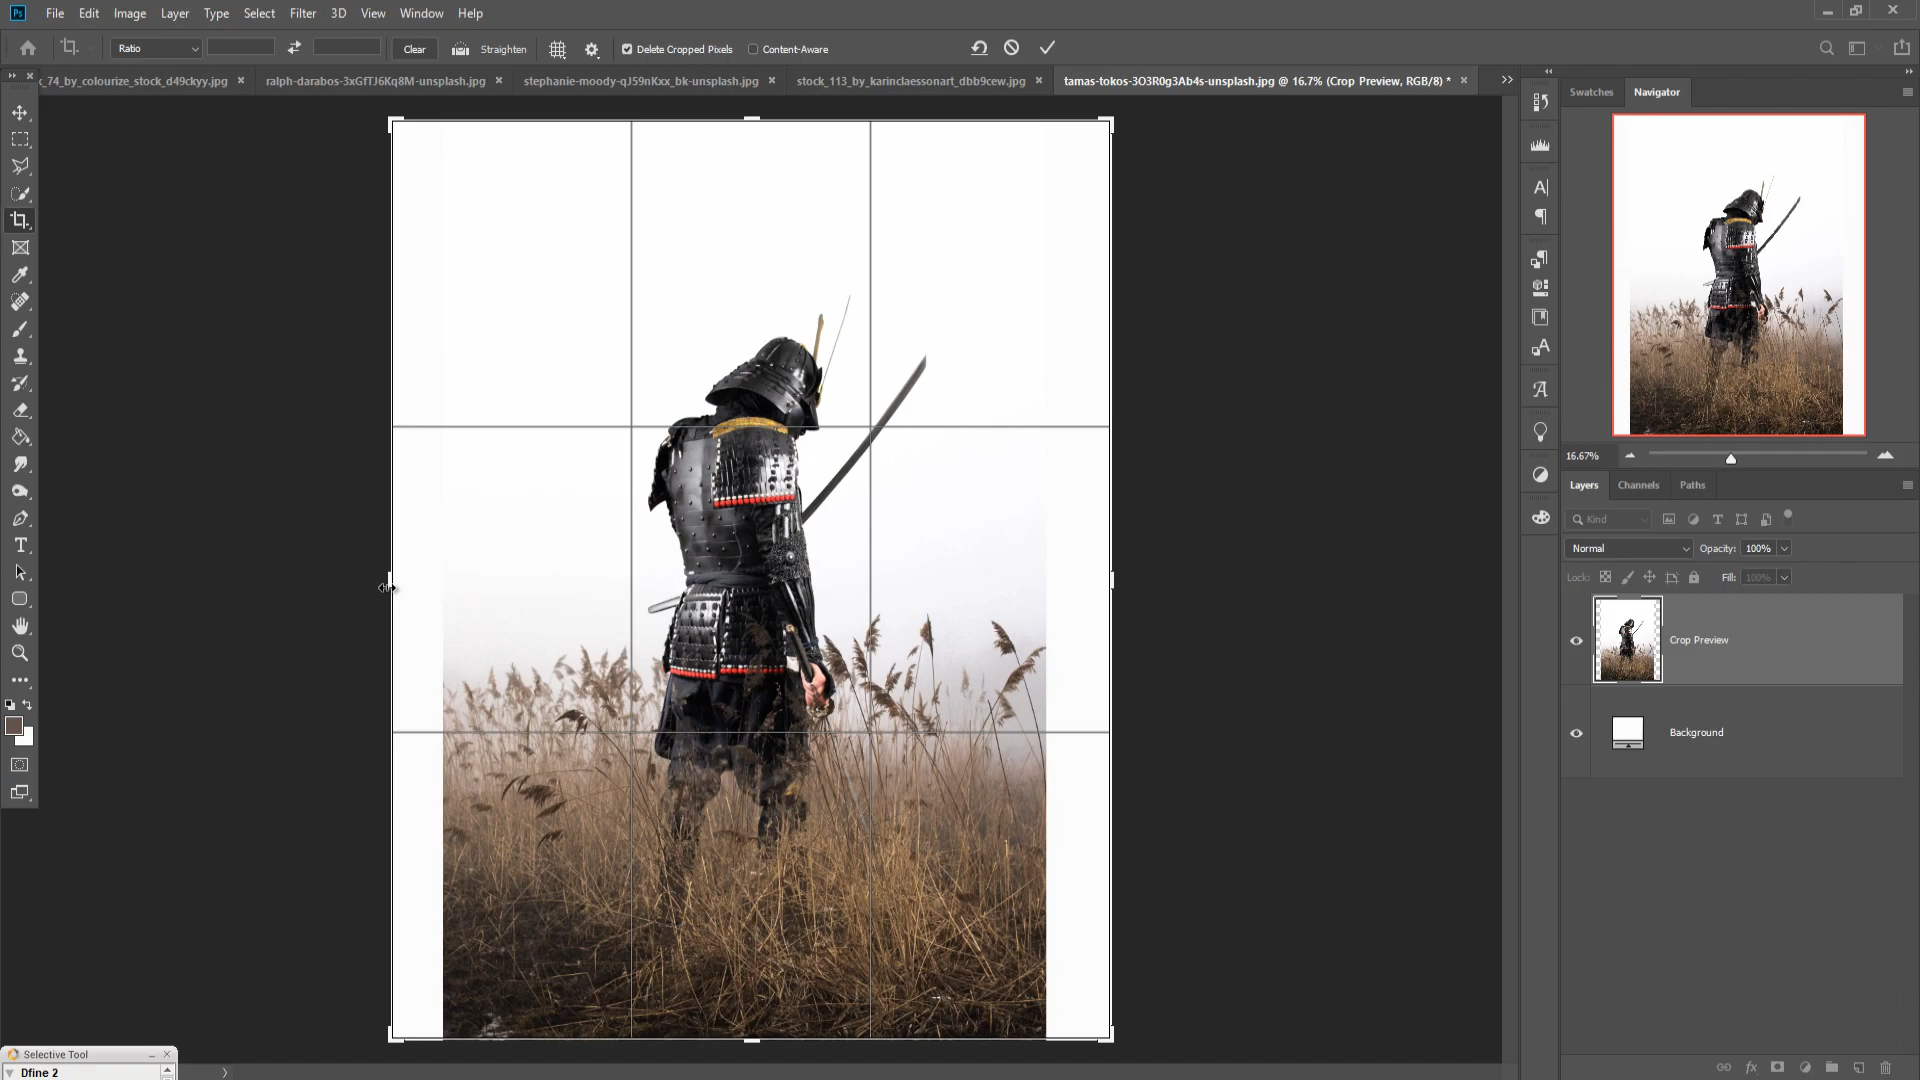 Ps File Edit Image Layer Type Select Filter 3D View Window Help
Ratio Clear Straighten Delete Cropped Pixels Content-Aware
_74_by_colourize_stock_d49ckyy.jpg × ralph-darabos-3xGfTJ6Kq8M-unsplash.jpg × stephanie-moody-qJ59nKxx_bk-unsplash.jpg × stock_113_by_karinclaessonart_dbb9cew.jpg × tamas-tokos-3O3R0g3Ab4s-unsplash.jpg @ 16.7% (Crop Preview, RGB/8) * ×
Swatches Navigator
16.67%
Layers Channels Paths
Kind
Normal Opacity: 100%
Lock: Fill: 100%
Crop Preview
Background
Selective Tool
Dfine 2